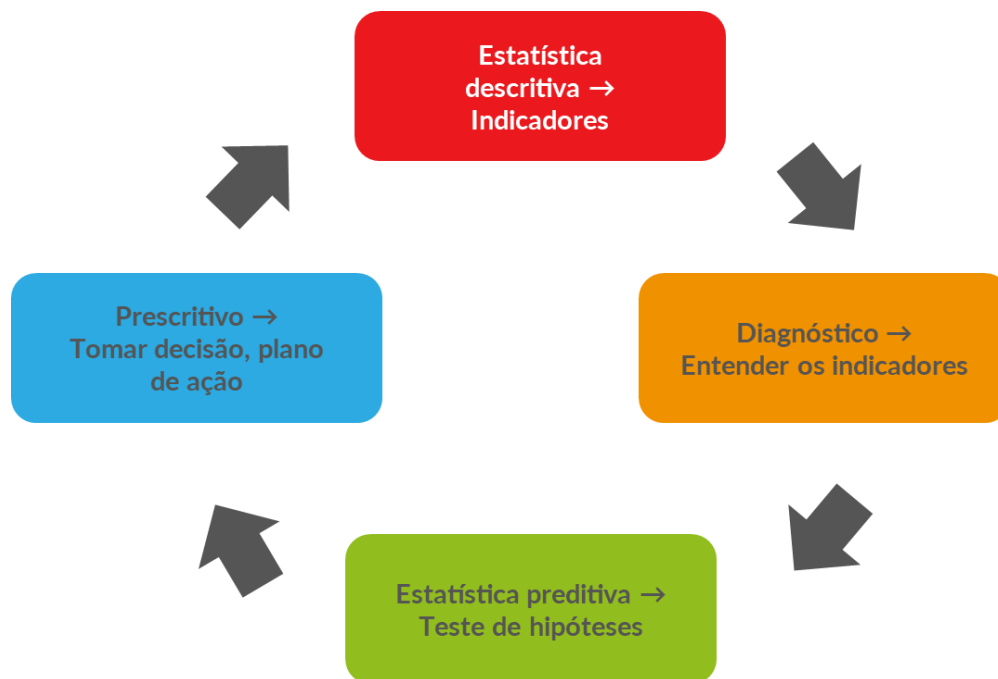 Estatística
descritiva →
Indicadores
Prescritivo →
Tomar decisão, plano
de ação
Diagnóstico →
Entender os indicadores
Estatística preditiva →
Teste de hipóteses